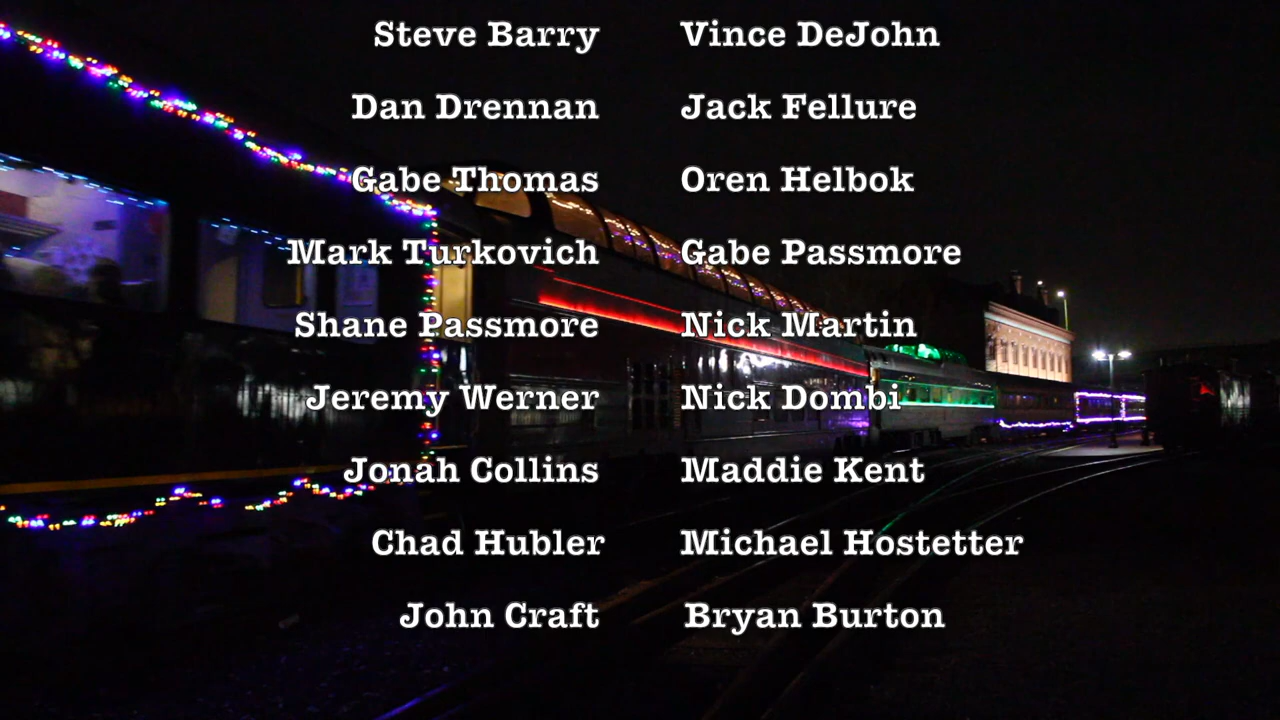 Steve Barry Vince DeJohn
Dan Drennan Jack Fellure
Gabe Thomas Oren Helbok
Mark Turkovich Gabe Passmore
Shane Passmore Nick Martin
Jeremy Werner Nick Dombi
Jonah Collins Maddie Kent
Chad Hubler Michael Hostetter
John Craft Bryan Burton